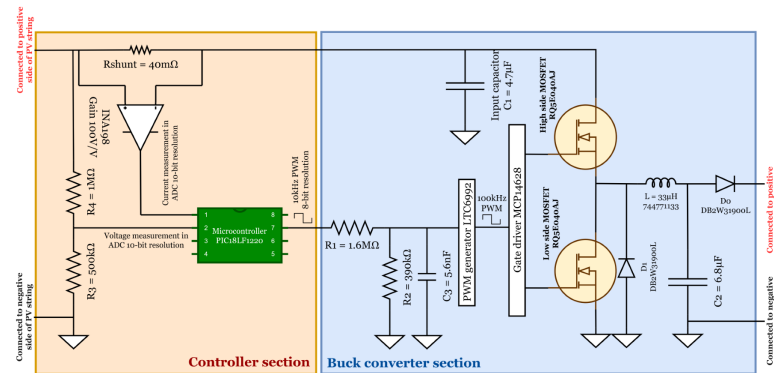 Connected to positive
side of PV string
Rshunt = 40mΩ
INA198
Gain 100V/V
Current measurement in
ADC 10-bit resolution
R4 = 1MΩ
Voltage measurement in
ADC 10-bit resolution
R3 = 500kΩ
Connected to negative
side of PV string
1
2
3
4
Microcontroller
PIC18LF1220
8
7
6
5
10kHz PWM
8-bit resolution
Controller section
R1 = 1.6MΩ
R2 = 390kΩ
C3 = 5.6nF
PWM generator LTC6992
100kHz
PWM
Gate driver MCP14628
Input capacitor
C1 = 4.7µF
High side MOSFET
RQ5E040AJ
Low side MOSFET
RQ5E040AJ
D1
DB2W31900L
L = 33µH
744771133
D0
DB2W31900L
C2 = 6.8µF
Connected to positive
Connected to negative
Buck converter section